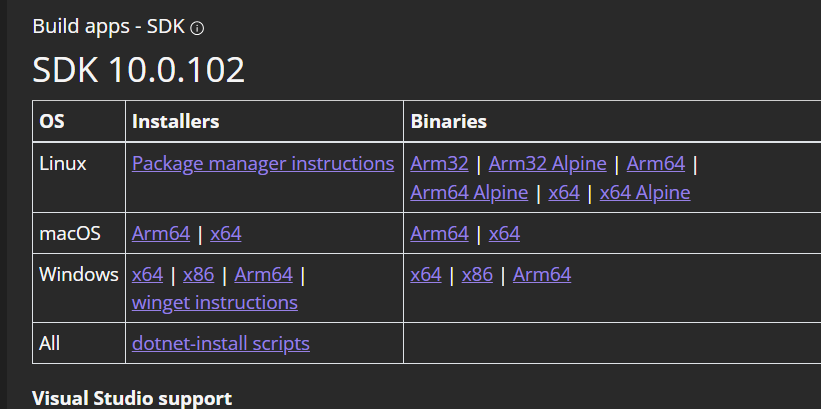 Build apps - SDK
SDK 10.0.102
OS Installers Binaries
Linux Package manager instructions Arm32 | Arm32 Alpine | Arm64 |
Arm64 Alpine | x64 | x64 Alpine
macOS Arm64 | x64 Arm64 | x64
Windows x64 | x86 | Arm64 | x64 | x86 | Arm64
winget instructions
All dotnet-install scripts
Visual Studio support